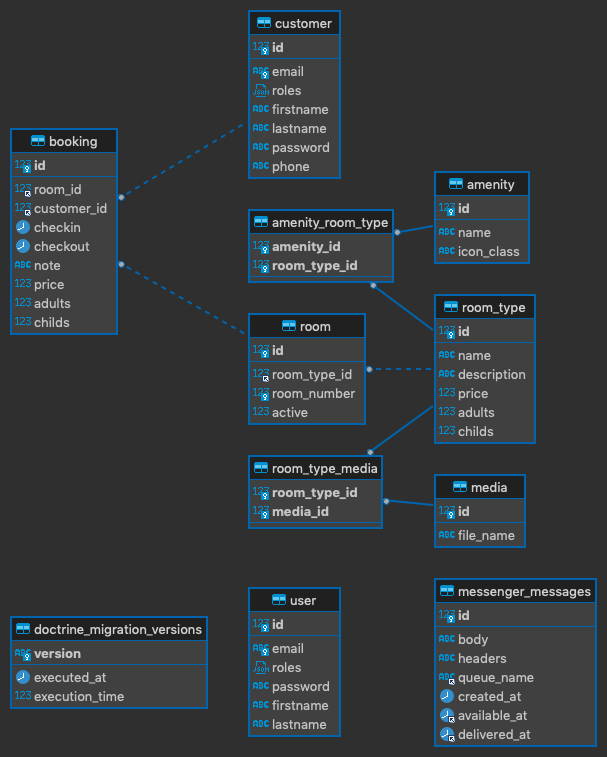 customer
123 id
ABC email
JSON roles
ABC firstname
ABC lastname
ABC password
ABC phone
booking
123 id
123 room_id
123 customer_id
checkin
checkout
ABC note
123 price
123 adults
123 childs
amenity
123 id
ABC name
ABC icon_class
amenity_room_type
123 amenity_id
123 room_type_id
room_type
123 id
ABC name
ABC description
123 price
123 adults
123 childs
room
123 id
123 room_type_id
123 room_number
123 active
room_type_media
123 room_type_id
123 media_id
media
123 id
ABC file_name
doctrine_migration_versions
ABC version
executed_at
123 execution_time
user
123 id
ABC email
JSON roles
ABC password
ABC firstname
ABC lastname
messenger_messages
123 id
ABC body
ABC headers
ABC queue_name
created_at
available_at
delivered_at